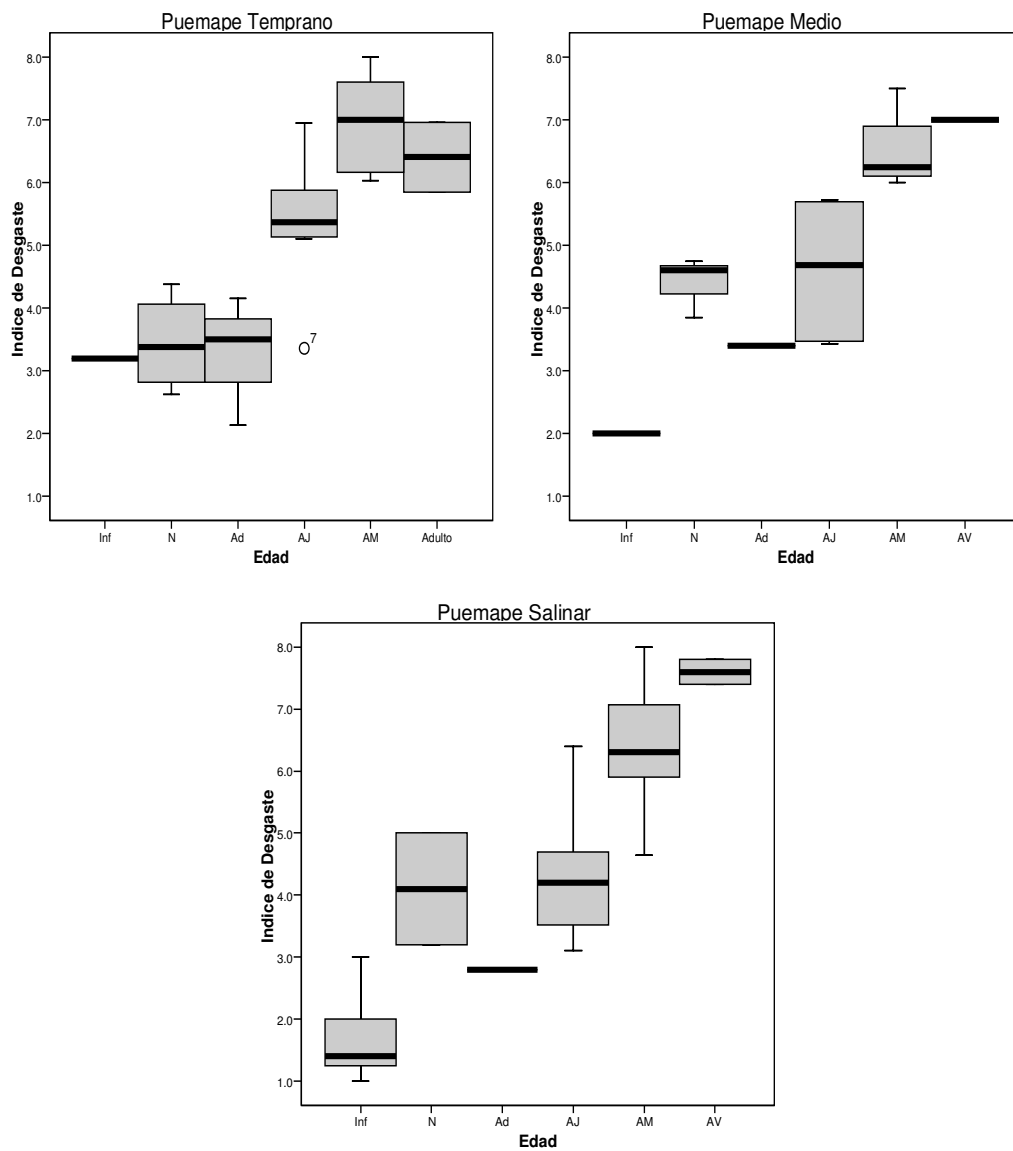 Puemape Temprano
Indice de Desgaste
8.0
7.0
6.0
5.0
4.0
3.0
2.0
1.0
7
Inf N Ad AJ AM Adulto
Edad
Puemape Medio
Indice de Desgaste
8.0
7.0
6.0
5.0
4.0
3.0
2.0
1.0
Inf N Ad AJ AM AV
Edad
Puemape Salinar
Indice de Desgaste
8.0
7.0
6.0
5.0
4.0
3.0
2.0
1.0
Inf N Ad AJ AM AV
Edad